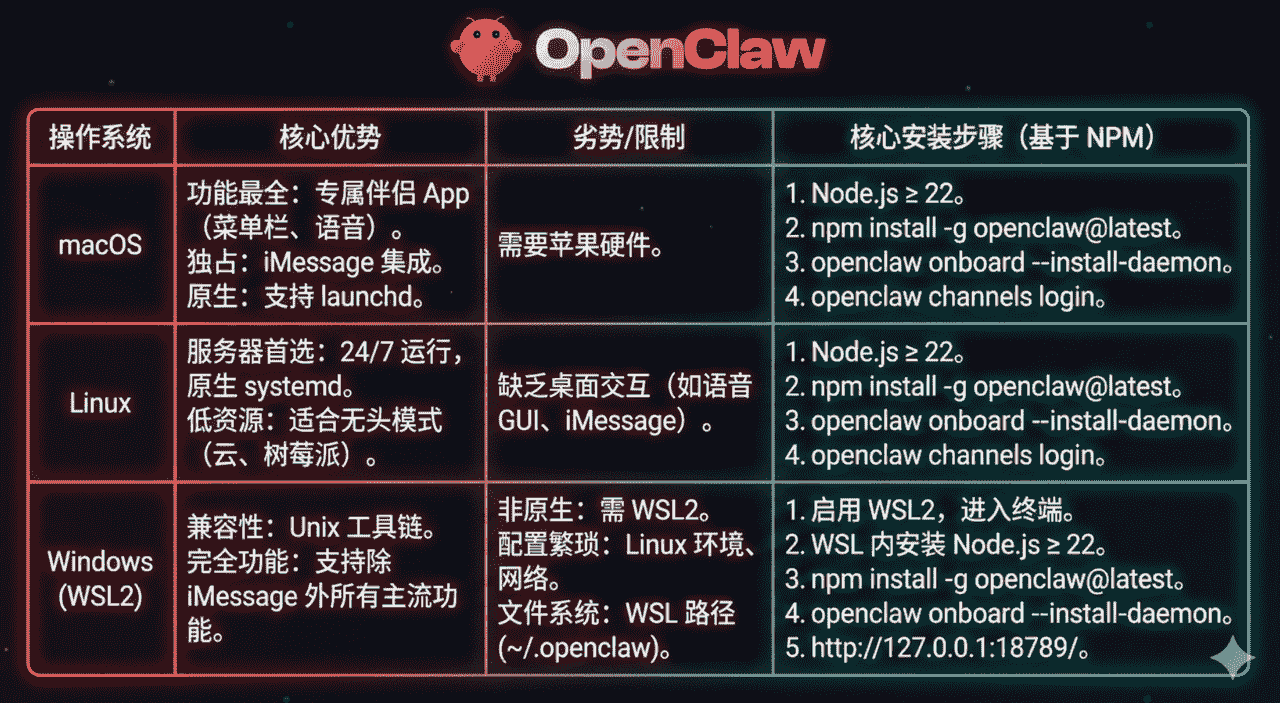 OpenClaw
操作系统
核心优势
劣势/限制
核心安装步骤（基于 NPM）
macOS
功能最全：专属伴侣 App
（菜单栏、语音）。
独占：iMessage 集成。
原生：支持 launchd。
需要苹果硬件。
1. Node.js ≥ 22。
2. npm install -g openclaw@latest。
3. openclaw onboard --install-daemon。
4. openclaw channels login。
Linux
服务器首选：24/7 运行，
原生 systemd。
低资源：适合无头模式
（云、树莓派）。
缺乏桌面交互（如语音
GUI、iMessage）。
1. Node.js ≥ 22。
2. npm install -g openclaw@latest。
3. openclaw onboard --install-daemon。
4. openclaw channels login。
Windows
(WSL2)
兼容性：Unix 工具链。
完全功能：支持除
iMessage 外所有主流功
能。
非原生：需 WSL2。
配置繁琐：Linux 环境、
网络。
文件系统：WSL 路径
(~/.openclaw)。
1. 启用 WSL2，进入终端。
2. WSL 内安装 Node.js ≥ 22。
3. npm install -g openclaw@latest。
4. openclaw onboard --install-daemon。
5. http://127.0.0.1:18789/。